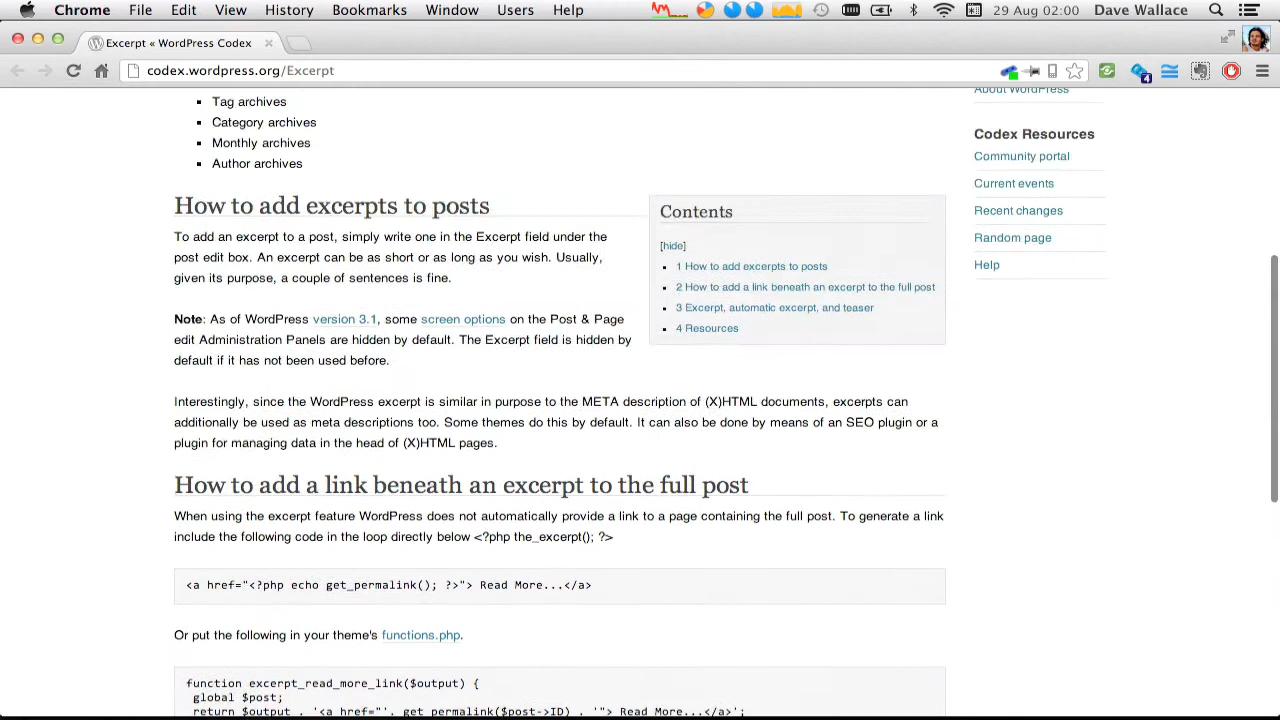 Chrome File Edit View History Bookmarks Window Users Help 29 Aug 02:00 Dave Wallace
Excerpt « WordPress Codex
codex.wordpress.org/Excerpt
4
Tag archives
Category archives
Monthly archives
Author archives
How to add excerpts to posts
To add an excerpt to a post, simply write one in the Excerpt field under the
post edit box. An excerpt can be as short or as long as you wish. Usually,
given its purpose, a couple of sentences is fine.
Note: As of WordPress version 3.1, some screen options on the Post & Page
edit Administration Panels are hidden by default. The Excerpt field is hidden by
default if it has not been used before.
Contents
[hide]
1 How to add excerpts to posts
2 How to add a link beneath an excerpt to the full post
3 Excerpt, automatic excerpt, and teaser
4 Resources
Interestingly, since the WordPress excerpt is similar in purpose to the META description of (X)HTML documents, excerpts can
additionally be used as meta descriptions too. Some themes do this by default. It can also be done by means of an SEO plugin or a
plugin for managing data in the head of (X)HTML pages.
How to add a link beneath an excerpt to the full post
When using the excerpt feature WordPress does not automatically provide a link to a page containing the full post. To generate a link
include the following code in the loop directly below <?php the_excerpt(); ?>
<a href="<?php echo get_permalink(); ?>"> Read More...</a>
Or put the following in your theme's functions.php.
function excerpt_read_more_link($output) {
global $post;
return $output . '<a href="'. get_permalink($post->ID) . '"> Read More...</a>';
About WordPress
Codex Resources
Community portal
Current events
Recent changes
Random page
Help